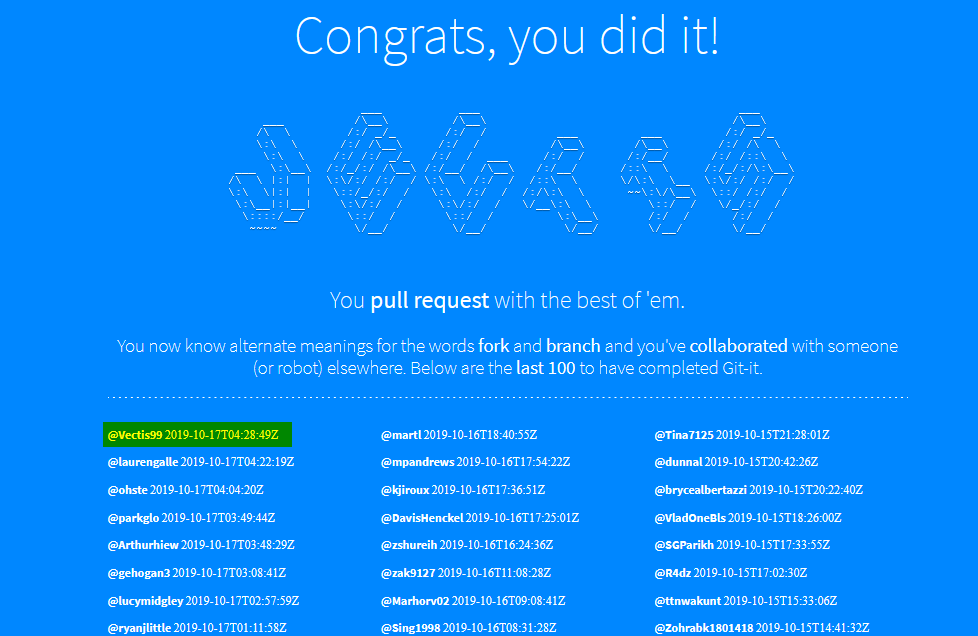 Congrats, you did it!
You pull request with the best of 'em.
You now know alternate meanings for the words fork and branch and you've collaborated with someone
(or robot) elsewhere. Below are the last 100 to have completed Git-it.
@Vectis99 2019-10-17T04:28:49Z
@laurengalle 2019-10-17T04:22:19Z
@ohste 2019-10-17T04:04:20Z
@parkglo 2019-10-17T03:49:44Z
@Arthurhiew 2019-10-17T03:48:29Z
@gehogan3 2019-10-17T03:08:41Z
@lucymidgley 2019-10-17T02:57:59Z
@ryanjlittle 2019-10-17T01:11:58Z
@martl 2019-10-16T18:40:55Z
@mpandrews 2019-10-16T17:54:22Z
@kjiroux 2019-10-16T17:36:51Z
@DavisHenckel 2019-10-16T17:25:01Z
@zshureih 2019-10-16T16:24:36Z
@zak9127 2019-10-16T11:08:28Z
@Marhorv02 2019-10-16T09:08:41Z
@Sing1998 2019-10-16T08:31:28Z
@Tina7125 2019-10-15T21:28:01Z
@dunnal 2019-10-15T20:42:26Z
@brycealbertazzi 2019-10-15T20:22:40Z
@VladOneBls 2019-10-15T18:26:00Z
@SGParikh 2019-10-15T17:33:55Z
@R4dz 2019-10-15T17:02:30Z
@ttnwakunt 2019-10-15T15:33:06Z
@Zohrabk1801418 2019-10-15T14:41:32Z